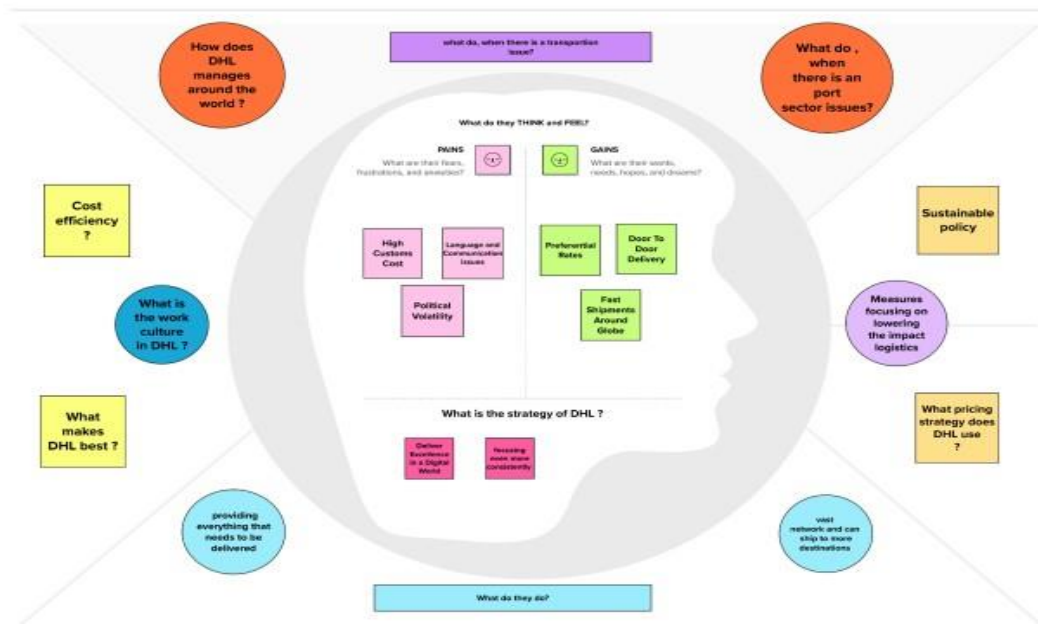 How does
DHL
manages
around the
world ?
what do, when there is a transportion
issue?
What do ,
when
there is an
port
sector issues?
What do they THINK and FEEL?
PAINS
What are their fears,
frustrations, and anxieties?
GAINS
What are their wants,
needs, hopes, and dreams?
Cost
efficiency
?
High
Customs
Cost
Language and
Communication
Issues
Political
Volatility
Preferential
Rates
Door To
Door
Delivery
Fast
Shipments
Around
Globe
Sustainable
policy
What is
the work
culture
in DHL ?
Measures
focusing on
lowering
the impact
logistics
What
makes
DHL best ?
What is the strategy of DHL ?
Deliver
Excellence
in a Digital
World
focusing
even more
consistently
What pricing
strategy does
DHL use
?
providing
everything that
needs to be
delivered
vast
network and can
ship to more
destinations
What do they do?